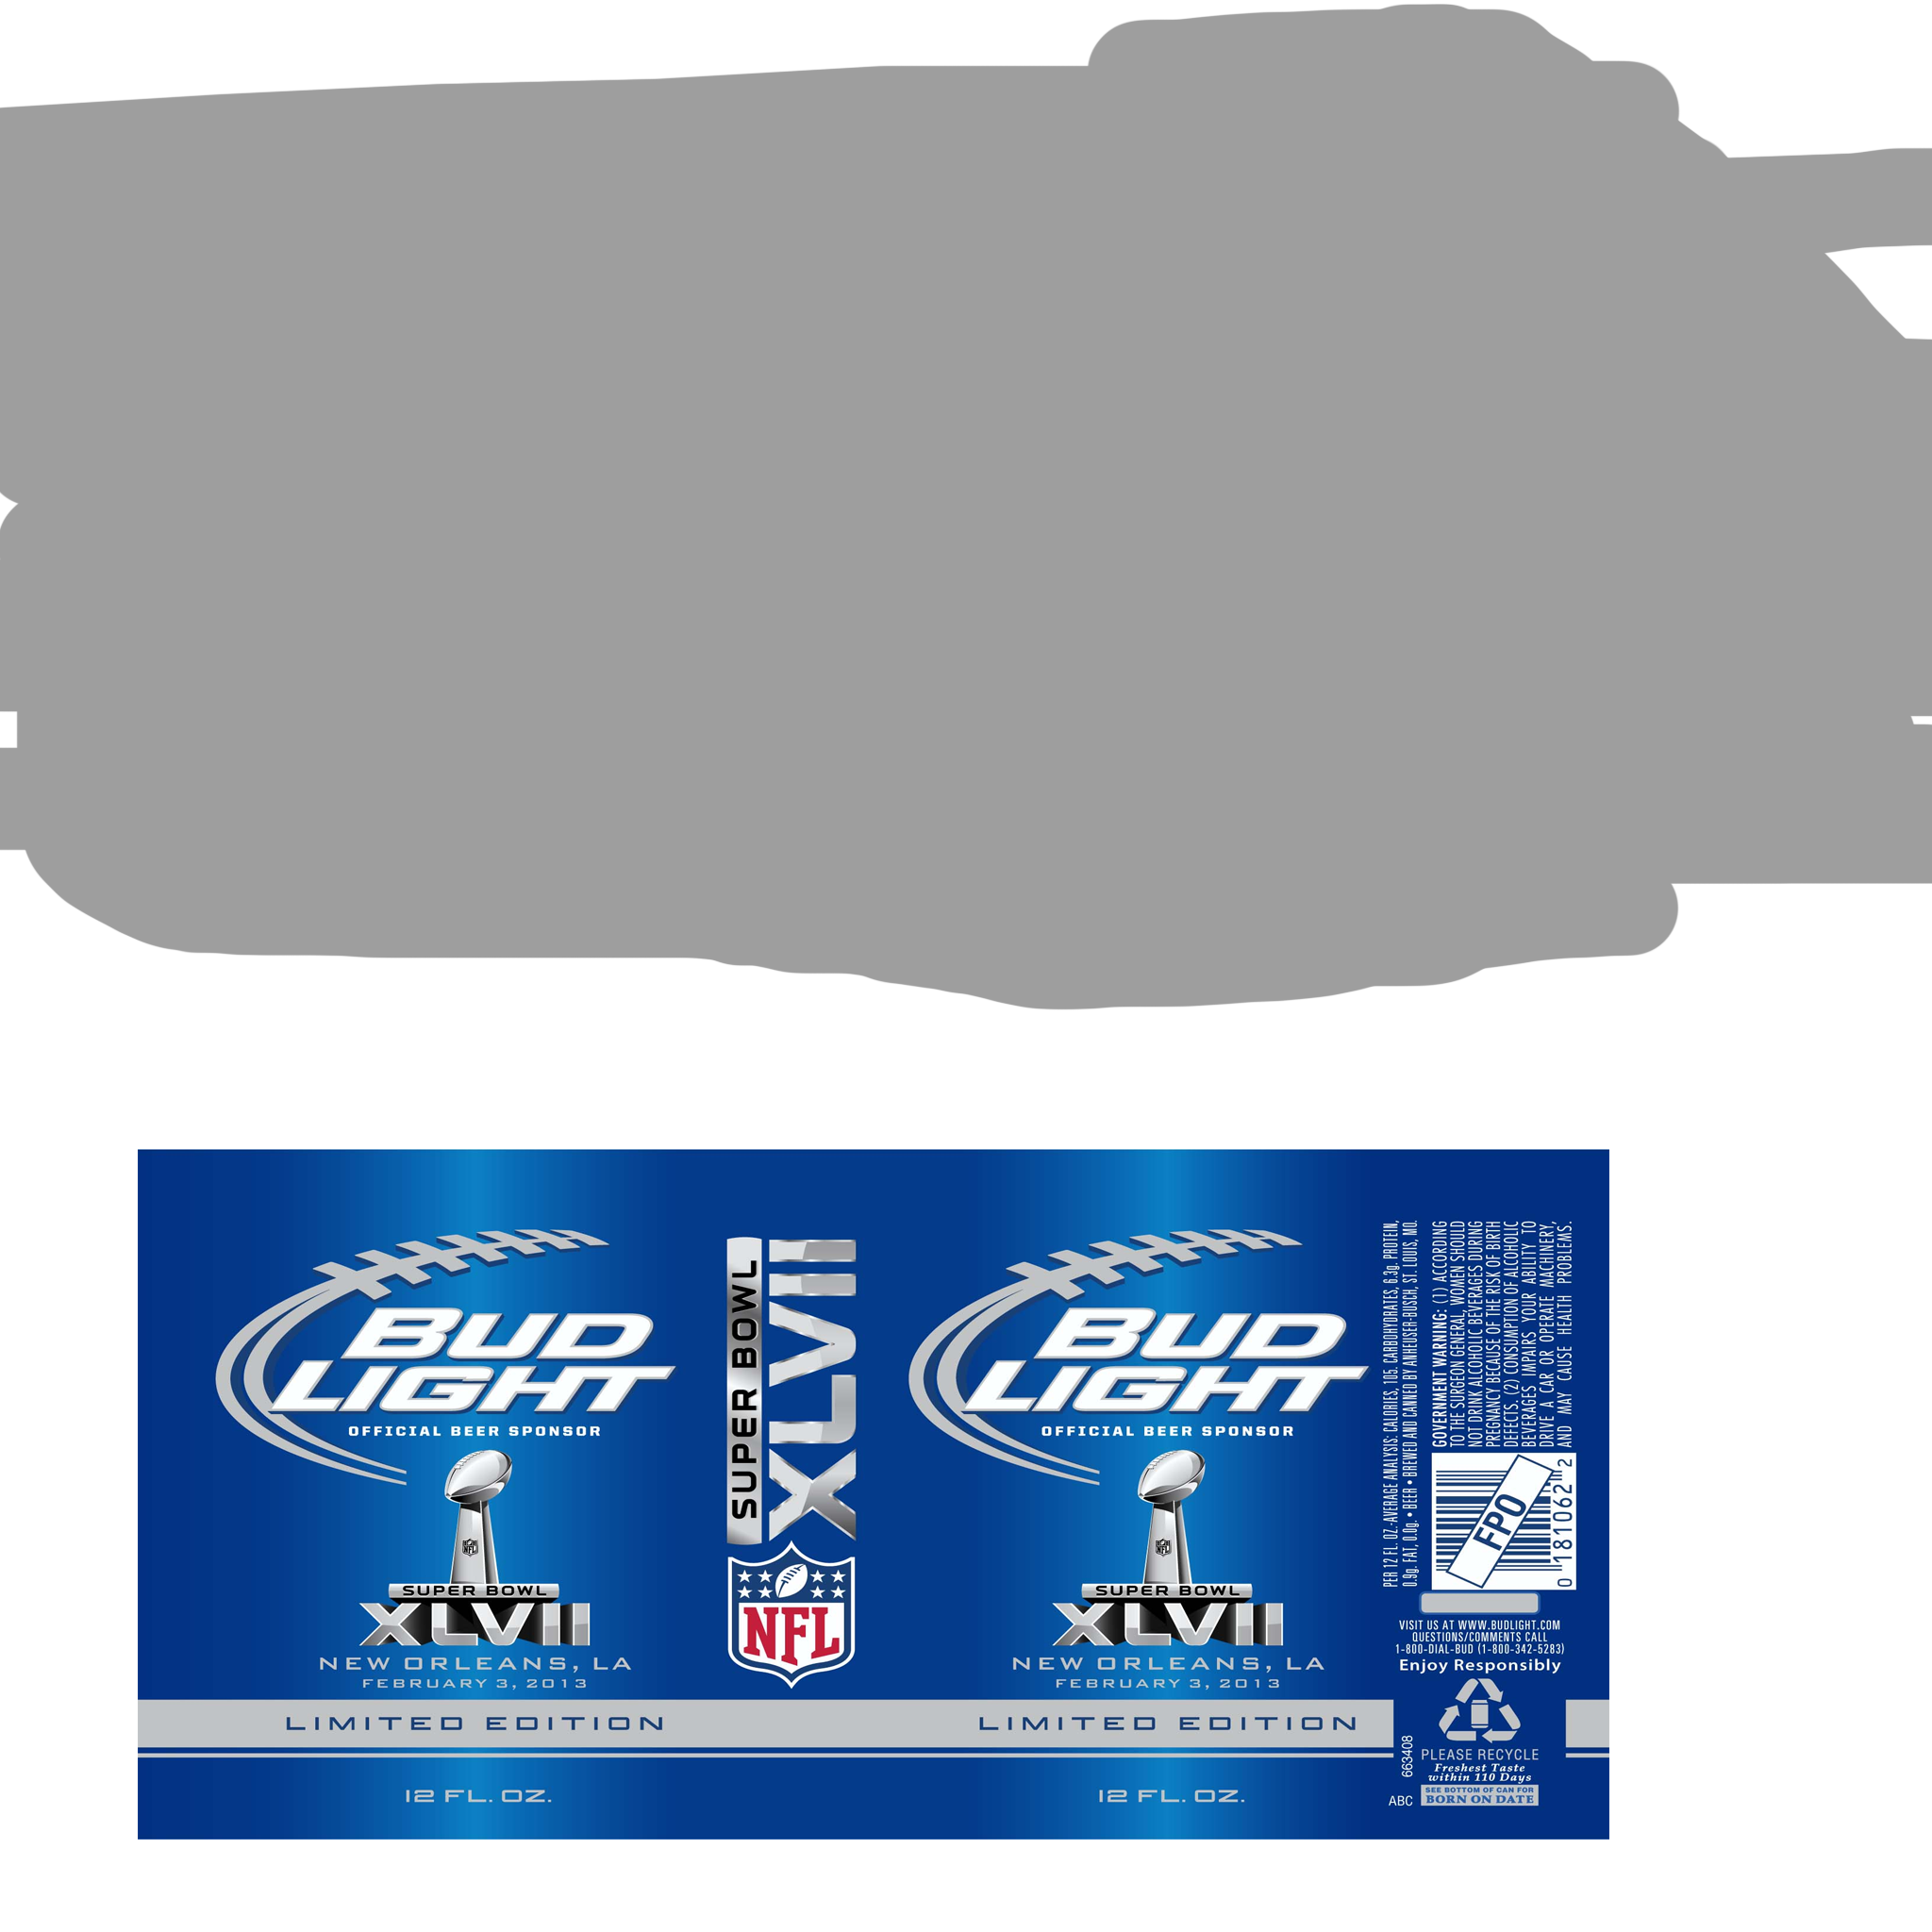 BUD
LIGHT
OFFICIAL BEER SPONSOR
NFL
SUPER BOWL
XLVII
NEW ORLEANS, LA
FEBRUARY 3, 2013
LIMITED EDITION
12 FL. OZ.
SUPER BOWL
XLVII
NFL
BUD
LIGHT
OFFICIAL BEER SPONSOR
NFL
SUPER BOWL
XLVII
NEW ORLEANS, LA
FEBRUARY 3, 2013
LIMITED EDITION
12 FL. OZ.
PER 12 FL. OZ.-AVERAGE ANALYSIS: CALORIES, 105, CARBOHYDRATES, 6.3g. PROTEIN,
0.9g. FAT, 0.0g. • BEER • BREWED AND CANNED BY ANHEUSER-BUSCH, ST. LOUIS, MO.
GOVERNMENT WARNING: (1) ACCORDING
TO THE SURGEON GENERAL, WOMEN SHOULD
NOT DRINK ALCOHOLIC BEVERAGES DURING
PREGNANCY BECAUSE OF THE RISK OF BIRTH
DEFECTS. (2) CONSUMPTION OF ALCOHOLIC
BEVERAGES IMPAIRS YOUR ABILITY TO
DRIVE A CAR OR OPERATE MACHINERY,
AND MAY CAUSE HEALTH PROBLEMS.
FPO
0 181062 2
VISIT US AT WWW.BUDLIGHT.COM
QUESTIONS/COMMENTS CALL
1-800-DIAL-BUD (1-800-342-5283)
Enjoy Responsibly
PLEASE RECYCLE
Freshest Taste
within 110 Days
SEE BOTTOM OF CAN FOR
BORN ON DATE
663408
ABC